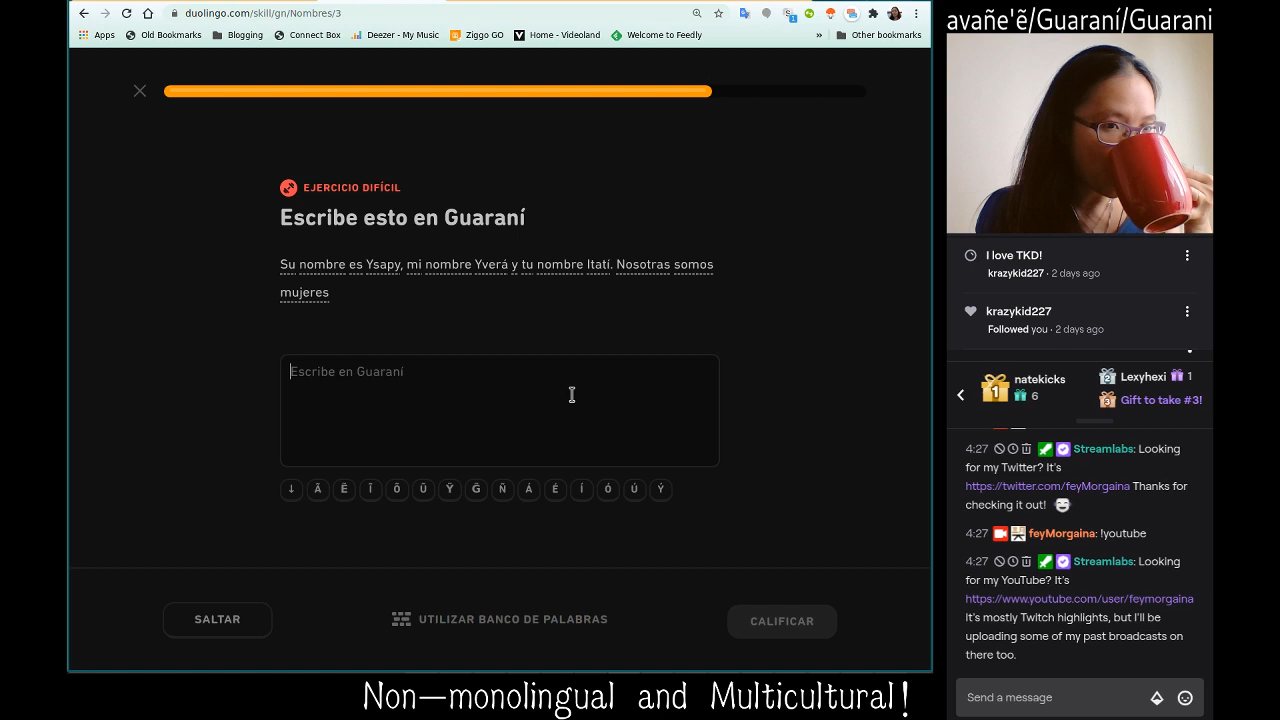 duolingo.com/skill/gn/Nombres/3
Apps Old Bookmarks Blogging Connect Box Deezer - My Music Ziggo GO Home - Videoland Welcome to Feedly » Other bookmarks
EJERCICIO DIFÍCIL
Escribe esto en Guaraní
Su nombre es Ysapy, mi nombre Yverá y tu nombre Itatí. Nosotras somos
mujeres
Escribe en Guaraní
↓ Ã Ẽ Ĩ Õ Ũ Ỹ G̃ Ñ Á É Í Ó Ú Ý
SALTAR
UTILIZAR BANCO DE PALABRAS
CALIFICAR
avañe'ẽ/Guaraní/Guarani
I love TKD!
krazykid227 · 2 days ago
krazykid227
Followed you · 2 days ago
1 natekicks
6
2 Lexyhexi 1
3 Gift to take #3!
4:27 Streamlabs: Looking
for my Twitter? It's
https://twitter.com/feyMorgaina Thanks for
checking it out!
4:27 feyMorgaina: !youtube
4:27 Streamlabs: Looking
for my YouTube? It's
https://www.youtube.com/user/feymorgaina
It's mostly Twitch highlights, but I'll be
uploading some of my past broadcasts on
there too.
Send a message
Non-monolingual and Multicultural!